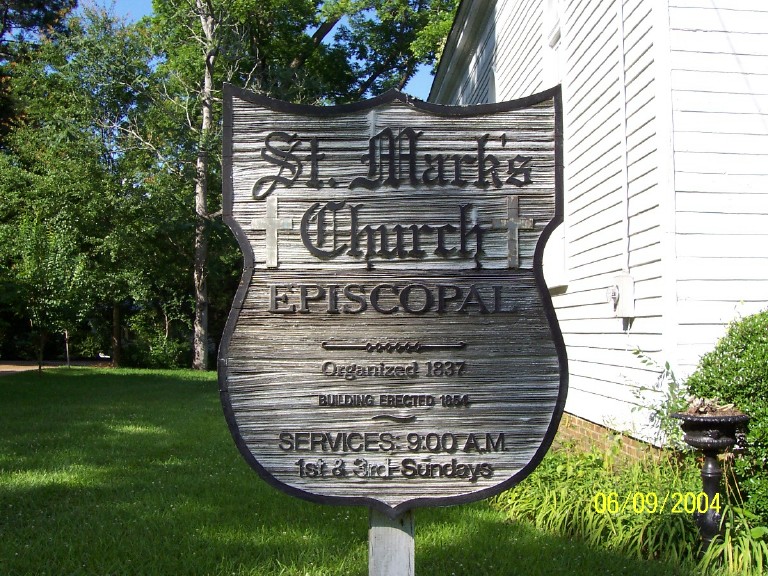 St. Mark's
Church
EPISCOPAL
Organized 1837
BUILDING ERECTED 1854
SERVICES: 9:00 A.M.
1st & 3rd Sundays
06/09/2004